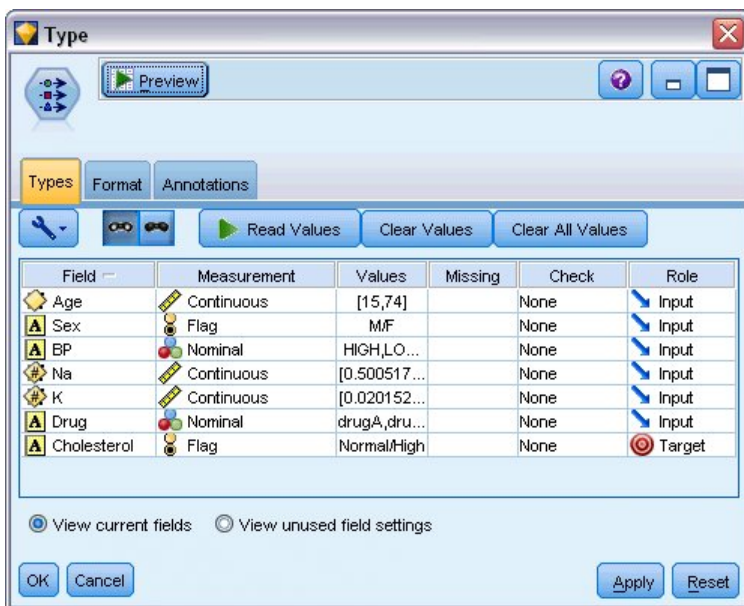 Type
Preview
?
Types Format Annotations
Read Values Clear Values Clear All Values
Field Measurement Values Missing Check Role
Age Continuous [15,74] None Input
A Sex Flag M/F None Input
A BP Nominal HIGH,LO... None Input
# Na Continuous [0.500517... None Input
# K Continuous [0.020152... None Input
A Drug Nominal drugA,dru... None Input
A Cholesterol Flag Normal/High None Target
View current fields View unused field settings
OK Cancel Apply Reset